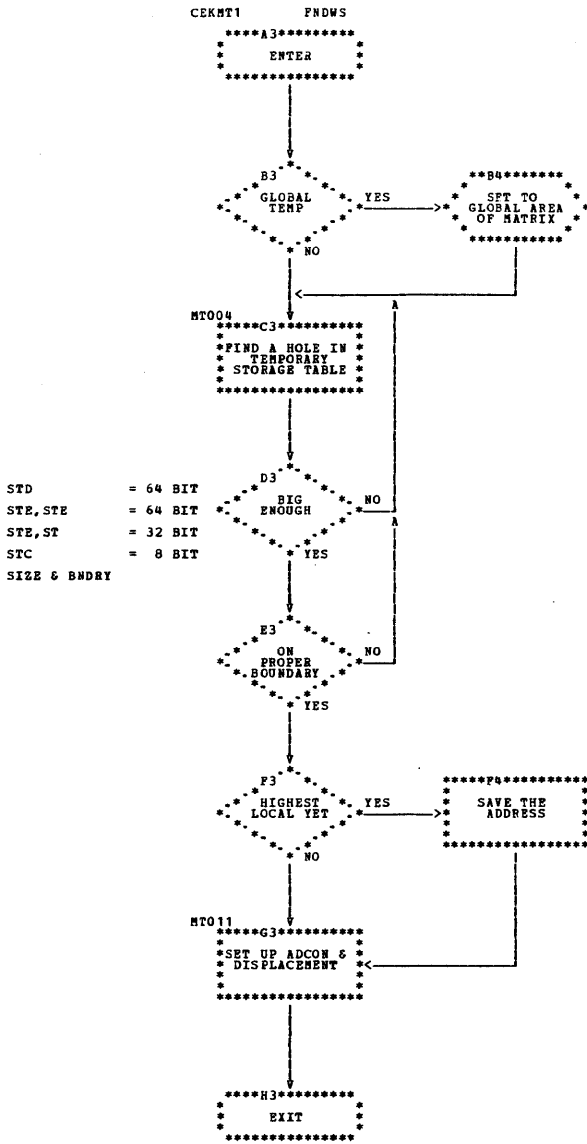 CEKMT1 FNDWS
A3
ENTER
B3
GLOBAL
TEMP
YES
NO
B4
SET TO
GLOBAL AREA
OF MATRIX
A
MT004
C3
FIND A HOLE IN
TEMPORARY
STORAGE TABLE
STD = 64 BIT
STE,STE = 64 BIT
STE,ST = 32 BIT
STC = 8 BIT
SIZE & BNDRY
D3
BIG
ENOUGH
NO
YES
A
E3
ON
PROPER
BOUNDARY
NO
YES
F3
HIGHEST
LOCAL YET
YES
NO
F4
SAVE THE
ADDRESS
MT011
G3
SET UP ADCON &
DISPLACEMENT
H3
EXIT